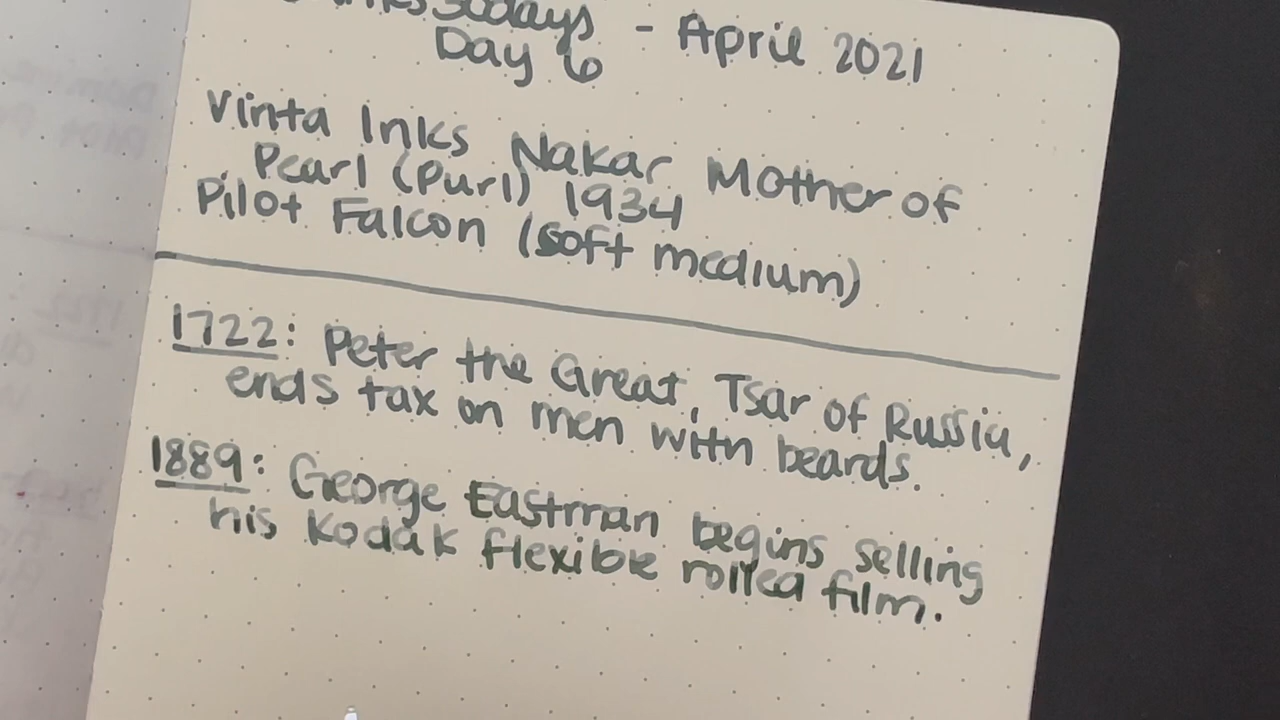 30days - April 2021
Day 6
Vinta Inks Nakar Mother of
Pearl (Purl) 1934
Pilot Falcon (soft medium)
1722: Peter the Great, Tsar of Russia,
ends tax on men with beards.
1889: George Eastman begins selling
his Kodak flexible rolled film.